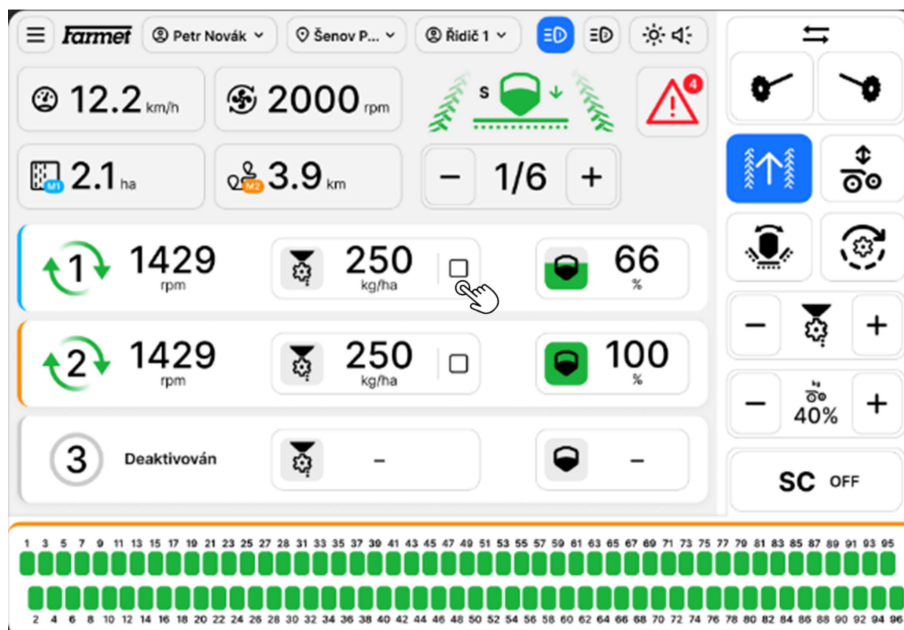 Farmet Petr Novák Šenov P... Řidič 1
12.2 km/h 2000 rpm S 4
2.1 ha M1 3.9 km M2 − 1/6 +
1 1429 rpm 250 kg/ha 66 %
2 1429 rpm 250 kg/ha 100 %
3 Deaktivován – –
− +
− kg 40% +
SC OFF
1 3 5 7 9 11 13 15 17 19 21 23 25 27 28 31 33 35 37 39 41 43 45 47 49 51 53 55 57 59 61 63 65 67 69 71 73 75 77 79 81 83 85 87 89 91 93 95
2 4 6 8 10 12 14 16 18 20 22 24 26 28 30 32 34 36 38 40 42 44 46 48 50 52 54 56 58 60 62 64 66 68 70 72 74 76 78 80 82 84 86 88 90 92 94 96